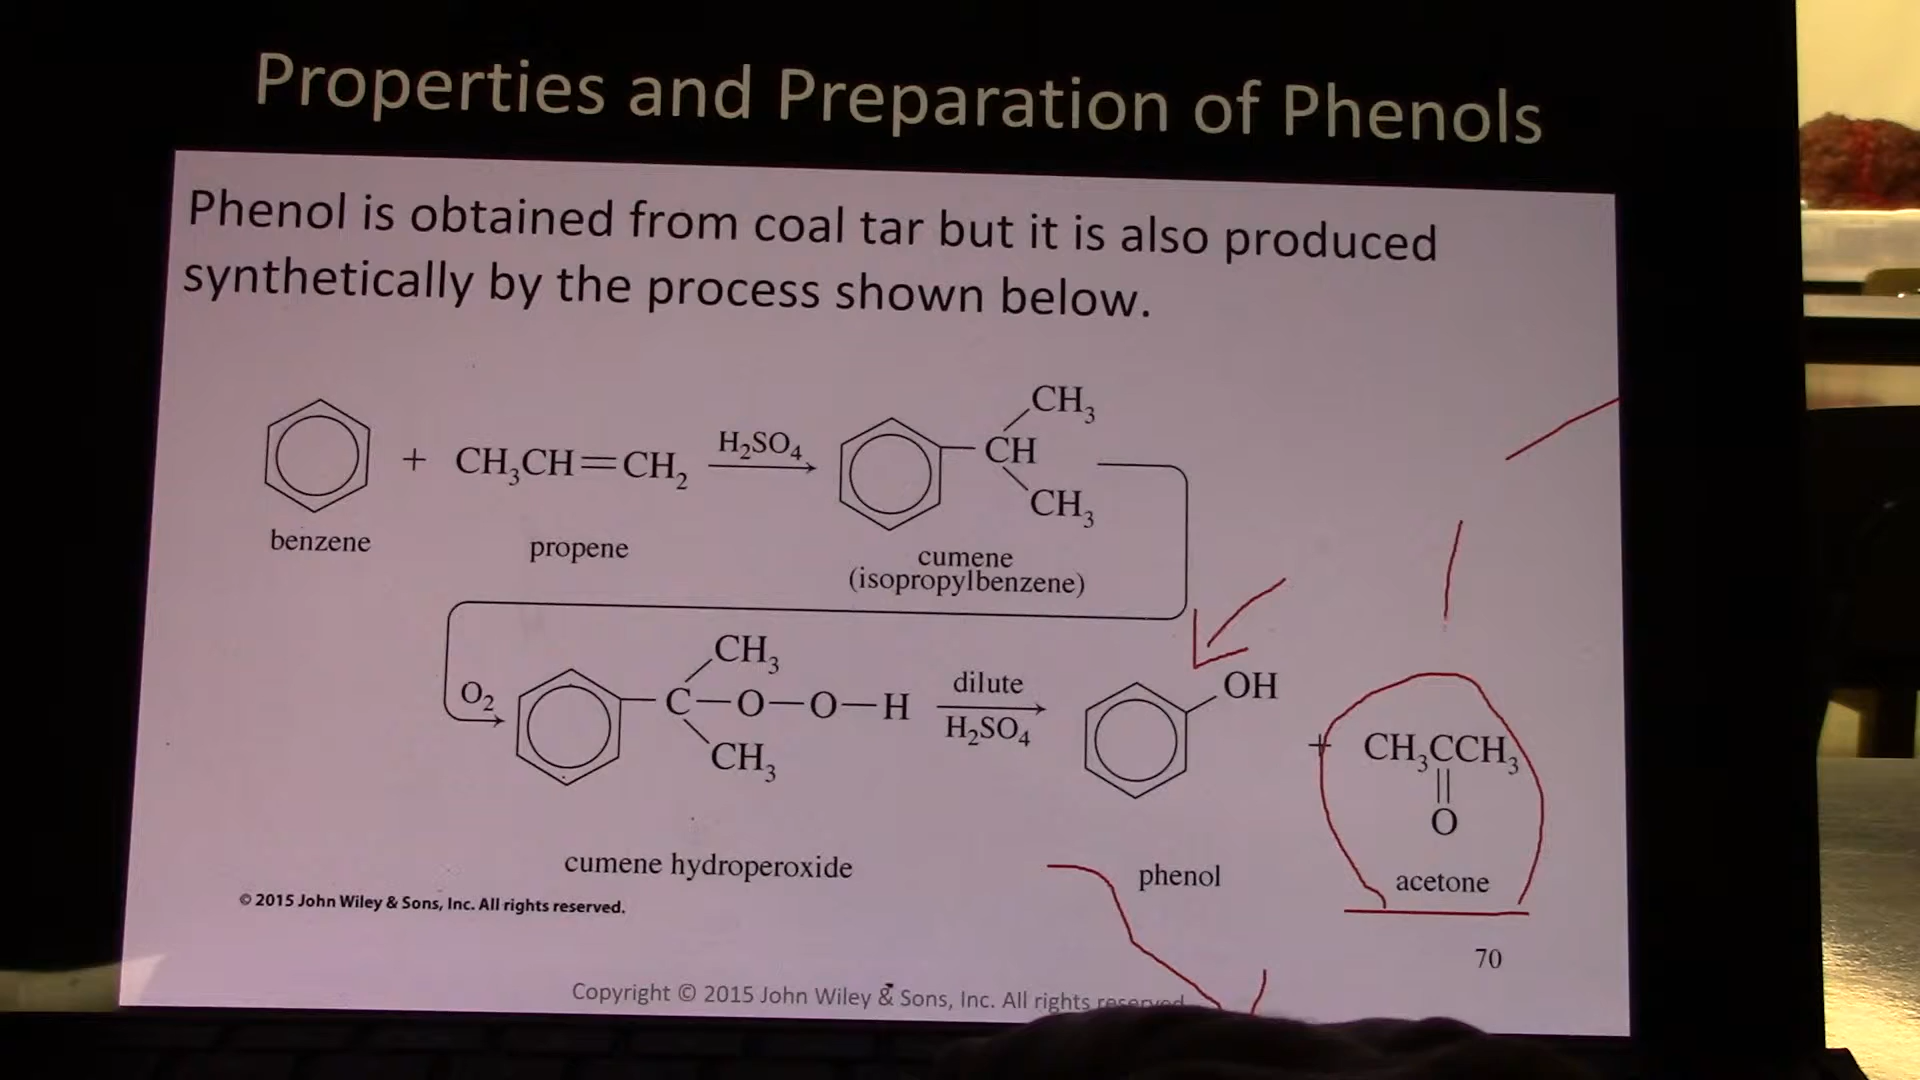 Properties and Preparation of Phenols
Phenol is obtained from coal tar but it is also produced
synthetically by the process shown below.
+ CH₃CH=CH₂ H₂SO₄ CH CH₃ CH₃
benzene propene cumene
(isopropylbenzene)
O₂ CH₃ C—O—O—H CH₃ dilute H₂SO₄ OH + CH₃CCH₃ O
cumene hydroperoxide phenol acetone
© 2015 John Wiley & Sons, Inc. All rights reserved.
70
Copyright © 2015 John Wiley & Sons, Inc. All rights reserved